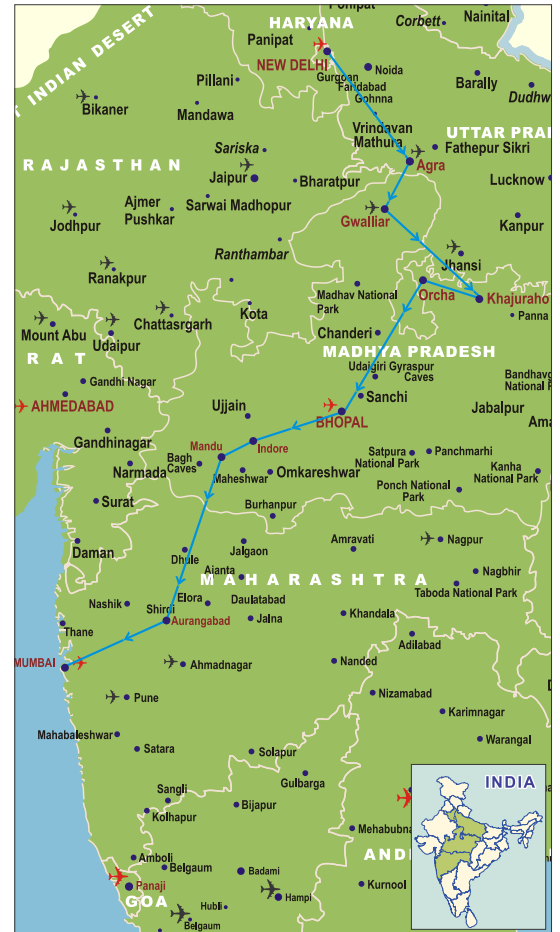 HARYANA
Panipat
Corbett
Nainital
NEW DELHI
T INDIAN DESERT
Gurgoan
Noida
Faridabad
Gohnna
Pillani
Barally
Dudhw
Bikaner
Mandawa
Vrindavan
Mathura
UTTAR PRA
Sariska
Fathepur Sikri
RAJASTHAN
Agra
Jaipur
Bharatpur
Lucknow
Ajmer
Pushkar
Sarwai Madhopur
Jodhpur
Gwalliar
Kanpur
Ranthambar
Jhansi
Ranakpur
Madhav National
Park
Orcha
Khajuraho
Kota
Panna
Chattasrgarh
Mount Abu
Udaipur
Chanderi
MADHYA PRADESH
RAT
Udaigiri Gyraspur
Caves
Gandhi Nagar
Bandhavg
National P
Sanchi
AHMEDABAD
Ujjain
BHOPAL
Jabalpur
Ama
Gandhinagar
Mandu
Indore
Bagh
Caves
Narmada
Maheshwar
Omkareshwar
Satpura
National Park
Panchmarhi
Kanha
National Park
Ponch National
Park
Surat
Burhanpur
Daman
Dhule
Jalgaon
Amravati
Nagpur
Ajanta
MAHARASHTRA
Nagbhir
Taboda National Park
Nashik
Elora
Daulatabad
Shirdi
Aurangabad
Jalna
Khandala
Thane
Adilabad
MUMBAI
Ahmadnagar
Nanded
Pune
Nizamabad
Karimnagar
Mahabaleshwar
Satara
Solapur
Warangal
Gulbarga
INDIA
Sangli
Kolhapur
Bijapur
Mehabubna
Amboli
Belgaum
Badami
AND
Panaji
GOA
Hampi
Kurnool
Hubli
Belgaum